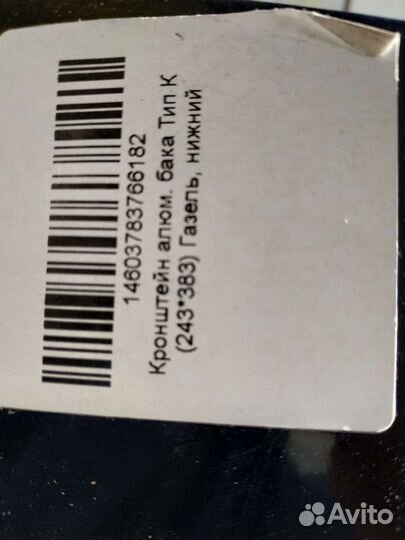 14603783766182
Кронштейн алюм. бака Тип К
(243*383) Газель, нижний
Avito